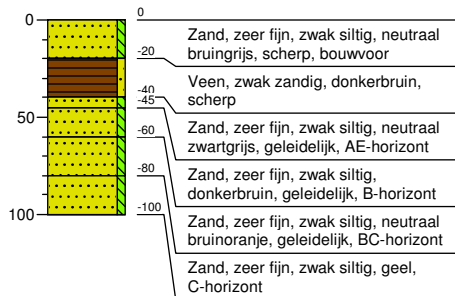 0
0
Zand, zeer fijn, zwak siltig, neutraal
bruingrijs, scherp, bouwvoor
-20
Veen, zwak zandig, donkerbruin,
scherp
-40
-45
Zand, zeer fijn, zwak siltig, neutraal
zwartgrijs, geleidelijk, AE-horizont
50
-60
Zand, zeer fijn, zwak siltig,
donkerbruin, geleidelijk, B-horizont
-80
Zand, zeer fijn, zwak siltig, neutraal
bruinoranje, geleidelijk, BC-horizont
100
-100
Zand, zeer fijn, zwak siltig, geel,
C-horizont